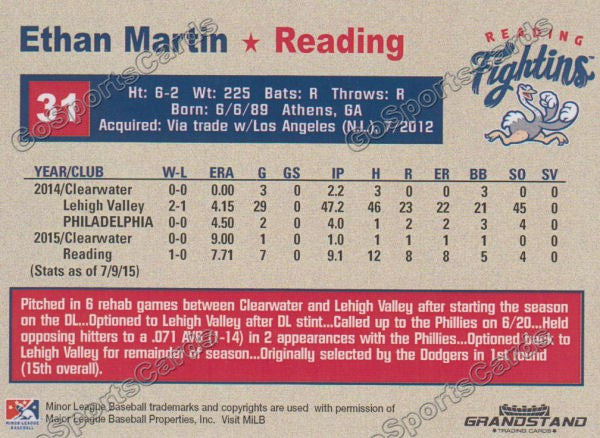 Ethan Martin ★ Reading
READING
Fightins
31
Ht: 6-2 Wt: 225 Bats: R Throws: R
Born: 6/6/89 Athens, GA
Acquired: Via trade w/Los Angeles (N.L.), 7/2012
YEAR/CLUB W-L ERA G GS IP H R ER BB SO SV
2014/Clearwater 0-0 0.00 3 0 2.2 3 0 0 3 3 0
Lehigh Valley 2-1 4.15 29 0 47.2 46 23 22 21 45 0
PHILADELPHIA 0-0 4.50 2 0 4.0 1 2 2 3 4 0
2015/Clearwater 0-0 9.00 1 0 1.0 1 1 1 0 0 0
Reading 1-0 7.71 7 0 9.1 12 8 8 5 4 0
(Stats as of 7/9/15)
Pitched in 6 rehab games between Clearwater and Lehigh Valley after starting the season
on the DL...Optioned to Lehigh Valley after DL stint...Called up to the Phillies on 6/20...Held
opposing hitters to a .071 AVG (1-14) in 2 appearances with the Phillies...Optioned back to
Lehigh Valley for remainder of season...Originally selected by the Dodgers in 1st round
(15th overall).
MINOR LEAGUE
BASEBALL
Minor League Baseball trademarks and copyrights are used with permission of
Major League Baseball Properties, Inc. Visit MiLB
GRANDSTAND
TRADING CARDS
GoSportsCards